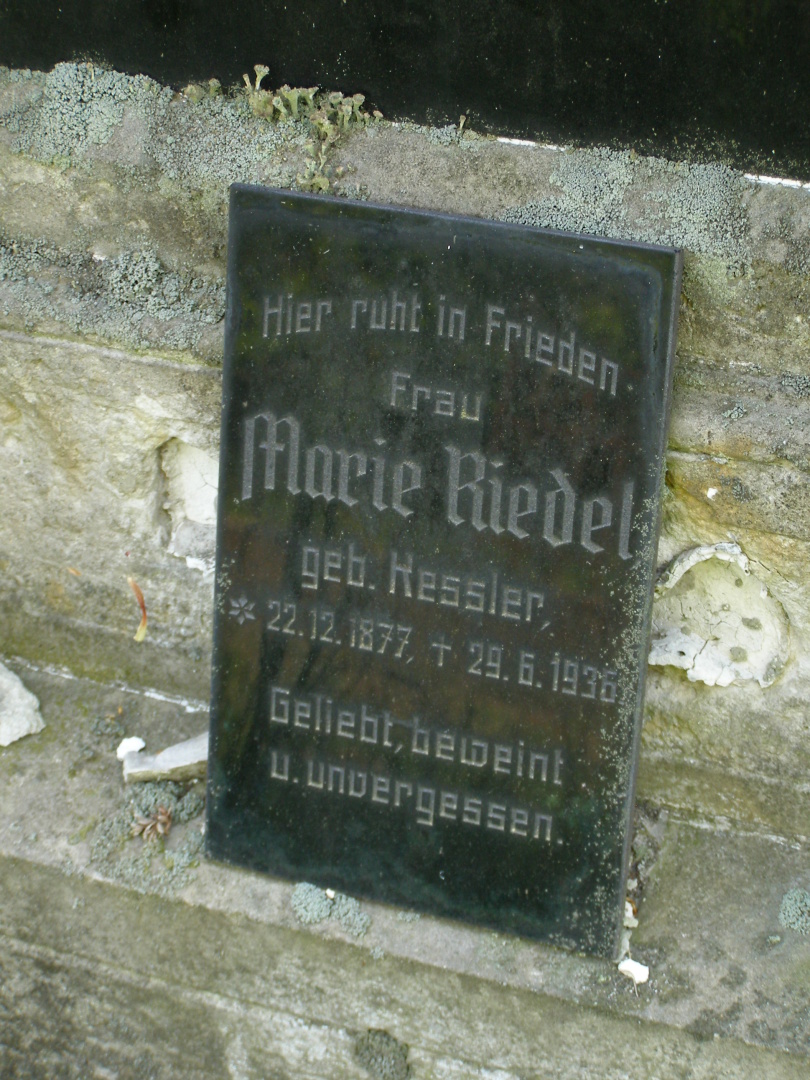 Hier ruht in Frieden
Frau
Marie Riedel
geb. Kessler,
* 22.12.1877, † 29.6.1936
Geliebt, beweint
u. unvergessen.